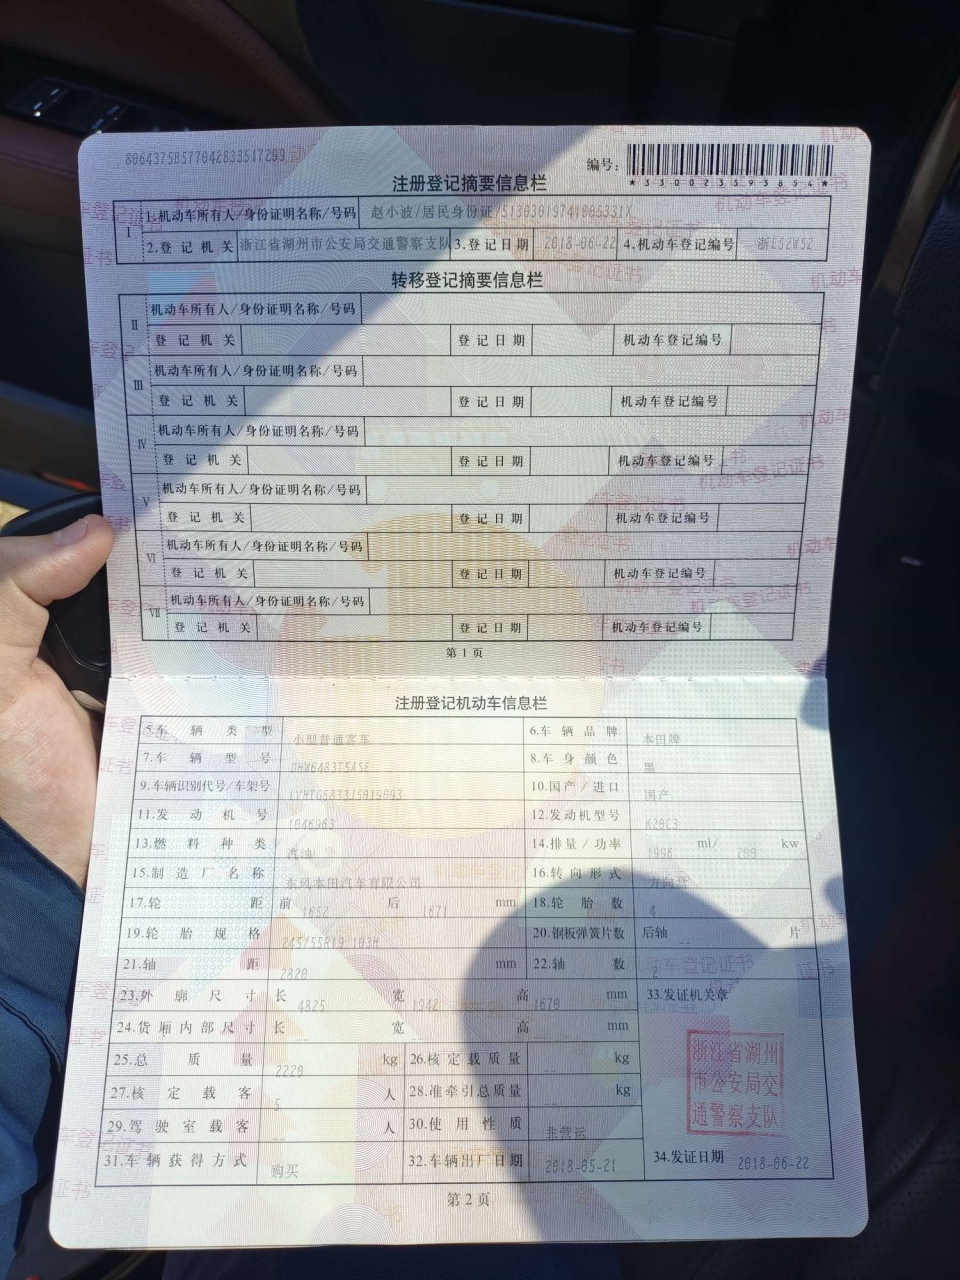 编号：
*330023593854*
注册登记摘要信息栏
Ⅰ 1.机动车所有人/身份证明名称/号码 赵小波/居民身份证/
2.登记机关 浙江省湖州市公安局交通警察支队 3.登记日期 2018-06-22 4.机动车登记编号 浙E62W52
转移登记摘要信息栏
Ⅱ 机动车所有人/身份证明名称/号码
登记机关 登记日期 机动车登记编号
Ⅲ 机动车所有人/身份证明名称/号码
登记机关 登记日期 机动车登记编号
Ⅳ 机动车所有人/身份证明名称/号码
登记机关 登记日期 机动车登记编号
Ⅴ 机动车所有人/身份证明名称/号码
登记机关 登记日期 机动车登记编号
Ⅵ 机动车所有人/身份证明名称/号码
登记机关 登记日期 机动车登记编号
Ⅶ 机动车所有人/身份证明名称/号码
登记机关 登记日期 机动车登记编号
第1页
注册登记机动车信息栏
5.车辆类型 小型普通客车 6.车辆品牌 本田牌
7.车辆型号 DHW6483T5ASE 8.车身颜色 黑
9.车辆识别代号/车架号 10.国产/进口 国产
11.发动机号 1046963 12.发动机型号 K20C3
13.燃料种类 汽油 14.排量/功率 1996 ml/ 200 kw
15.制造厂名称 东风本田汽车有限公司 16.转向形式 方向盘
17.轮距 前 1652 后 1671 mm 18.轮胎数 4
19.轮胎规格 245/55R19 103H 20.钢板弹簧片数 后轴 -- 片
21.轴距 2820 mm 22.轴数 2
23.外廓尺寸 长 4825 宽 1942 高 1670 mm 33.发证机关章
24.货厢内部尺寸 长 -- 宽 -- 高 -- mm
25.总质量 2220 kg 26.核定载质量 -- kg
27.核定载客 5 人 28.准牵引总质量 -- kg
浙江省湖州
市公安局交
通警察支队
29.驾驶室载客 -- 人 30.使用性质 非营运
31.车辆获得方式 购买 32.车辆出厂日期 2018-05-21 34.发证日期 2018-06-22
第2页